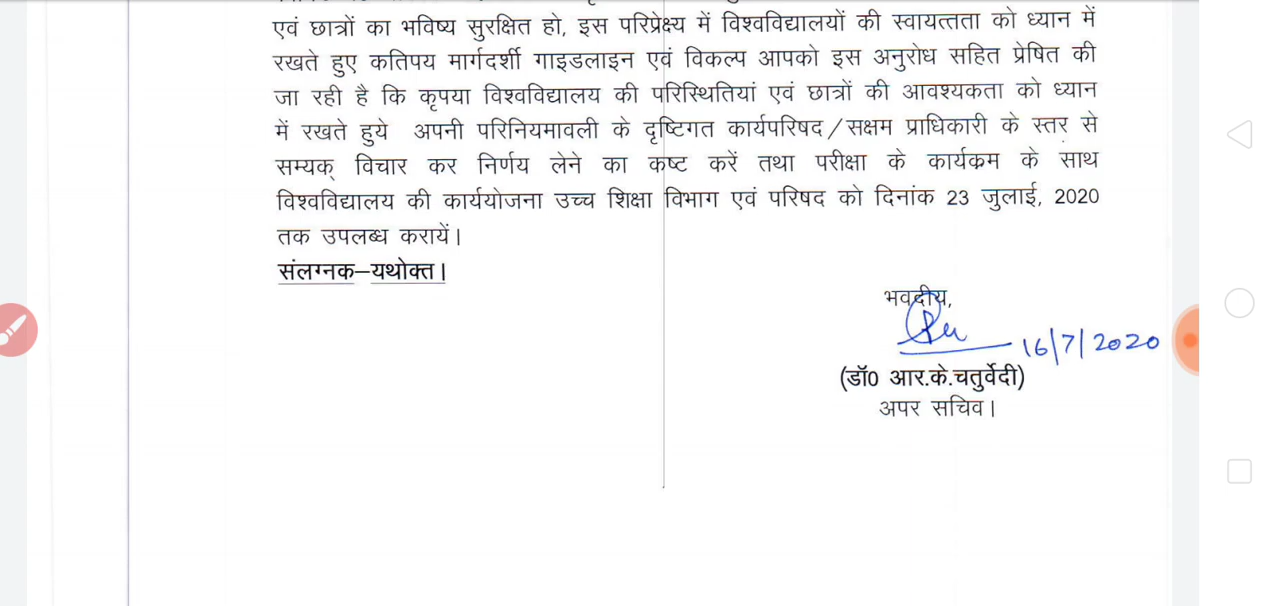 एवं छात्रों का भविष्य सुरक्षित हो, इस परिप्रेक्ष्य में विश्वविद्यालयों की स्वायत्तता को ध्यान में
रखते हुए कतिपय मार्गदर्शी गाइडलाइन एवं विकल्प आपको इस अनुरोध सहित प्रेषित की
जा रही है कि कृपया विश्वविद्यालय की परिस्थितियां एवं छात्रों की आवश्यकता को ध्यान
में रखते हुये अपनी परिनियमावली के दृष्टिगत कार्यपरिषद/सक्षम प्राधिकारी के स्तर से
सम्यक् विचार कर निर्णय लेने का कष्ट करें तथा परीक्षा के कार्यक्रम के साथ
विश्वविद्यालय की कार्ययोजना उच्च शिक्षा विभाग एवं परिषद को दिनांक 23 जुलाई, 2020
तक उपलब्ध करायें।
संलग्नक–यथोक्त।
भवदीय,
16/7/2020
(डॉ0 आर.के.चतुर्वेदी)
अपर सचिव।